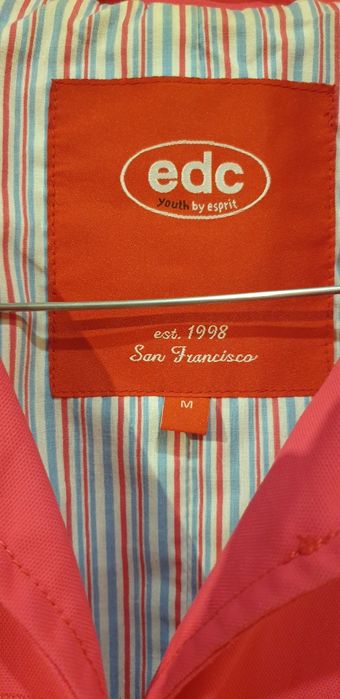 edc
youth by esprit
est. 1998
San Francisco
M